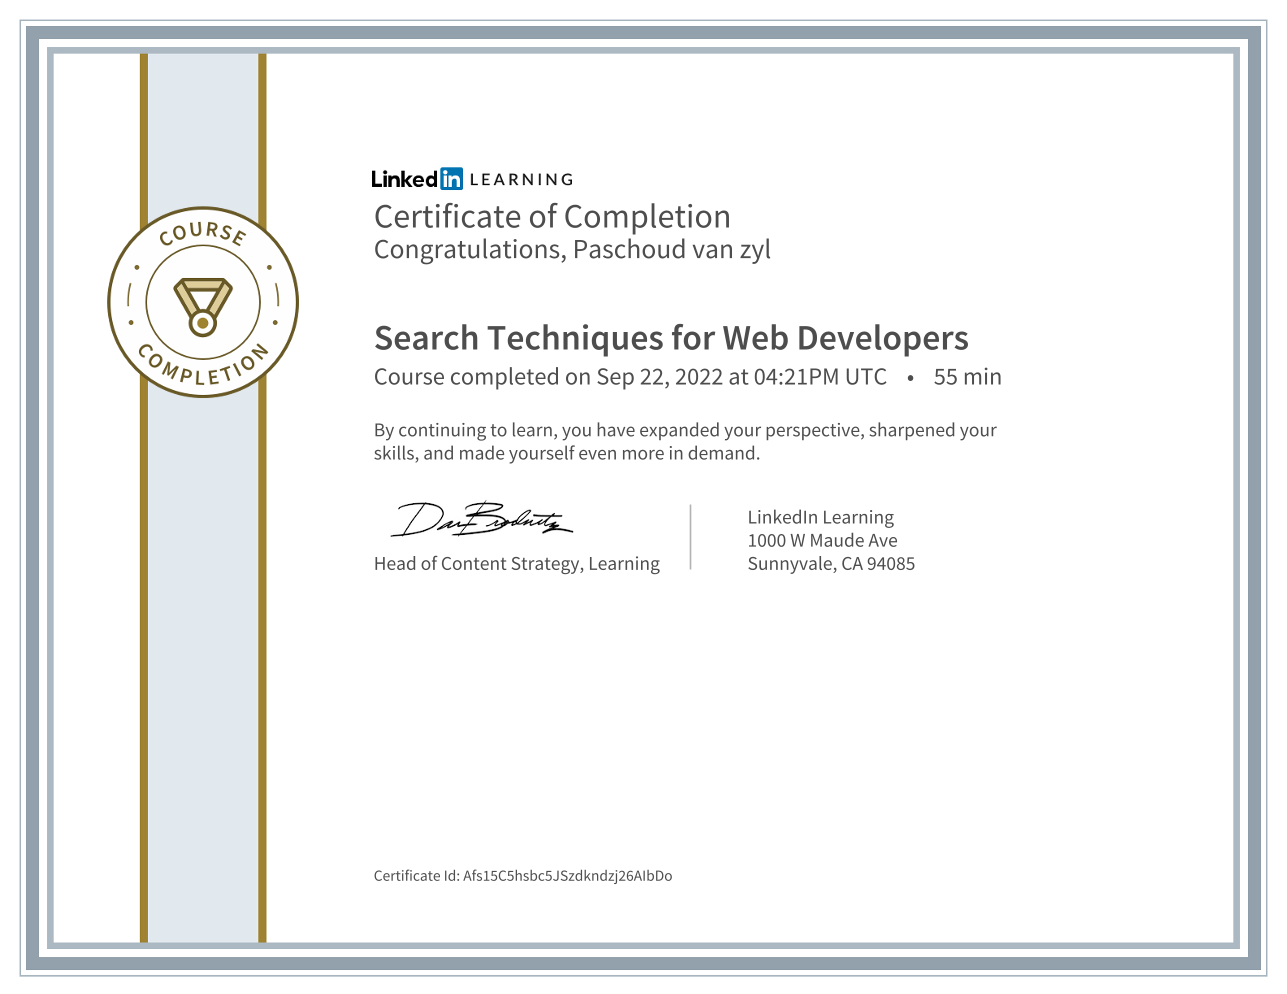 COURSE
COMPLETION
Linked in LEARNING
Certificate of Completion
Congratulations, Paschoud van zyl
Search Techniques for Web Developers
Course completed on Sep 22, 2022 at 04:21PM UTC • 55 min
By continuing to learn, you have expanded your perspective, sharpened your
skills, and made yourself even more in demand.
Dan Brodnitz
Head of Content Strategy, Learning
LinkedIn Learning
1000 W Maude Ave
Sunnyvale, CA 94085
Certificate Id: Afs15C5hsbc5JSzdkndzj26AIbDo